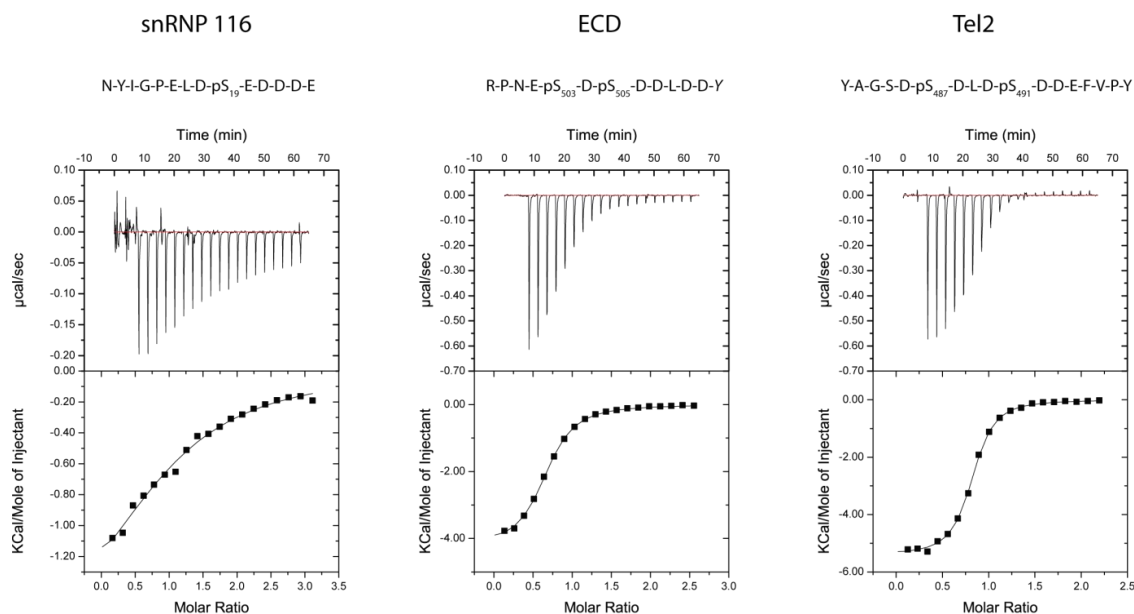 snRNP 116
N-Y-I-G-P-E-L-D-pS19-E-D-D-D-E
Time (min)
-10 0 10 20 30 40 50 60 70
0.10
0.05
0.00
-0.05
-0.10
-0.15
-0.20
µcal/sec
0.00
-0.20
-0.40
-0.60
-0.80
-1.00
-1.20
KCal/Mole of Injectant
0.0 0.5 1.0 1.5 2.0 2.5 3.0 3.5
Molar Ratio
ECD
R-P-N-E-pS503-D-pS505-D-D-L-D-D-Y
Time (min)
-10 0 10 20 30 40 50 60 70
0.10
0.00
-0.10
-0.20
-0.30
-0.40
-0.50
-0.60
-0.70
µcal/sec
0.00
-2.00
-4.00
KCal/Mole of Injectant
0.0 0.5 1.0 1.5 2.0 2.5 3.0
Molar Ratio
Tel2
Y-A-G-S-D-pS487-D-L-D-pS491-D-D-E-F-V-P-Y
Time (min)
-10 0 10 20 30 40 50 60 70
0.10
0.00
-0.10
-0.20
-0.30
-0.40
-0.50
-0.60
-0.70
µcal/sec
0.00
-2.00
-4.00
-6.00
KCal/Mole of Injectant
0.0 0.5 1.0 1.5 2.0 2.5
Molar Ratio